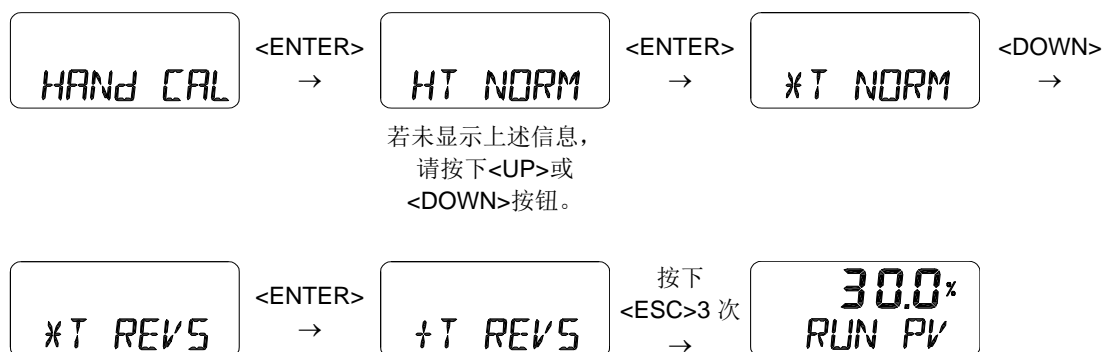 <ENTER>
<ENTER>
<DOWN>
HANd CAL
→
HT NORM
→
*T NORM
→
若未显示上述信息，
请按下<UP>或
<DOWN>按钮。
*T REVS
<ENTER>
→
+T REVS
按下
<ESC>3 次
→
30.0%
RUN PV